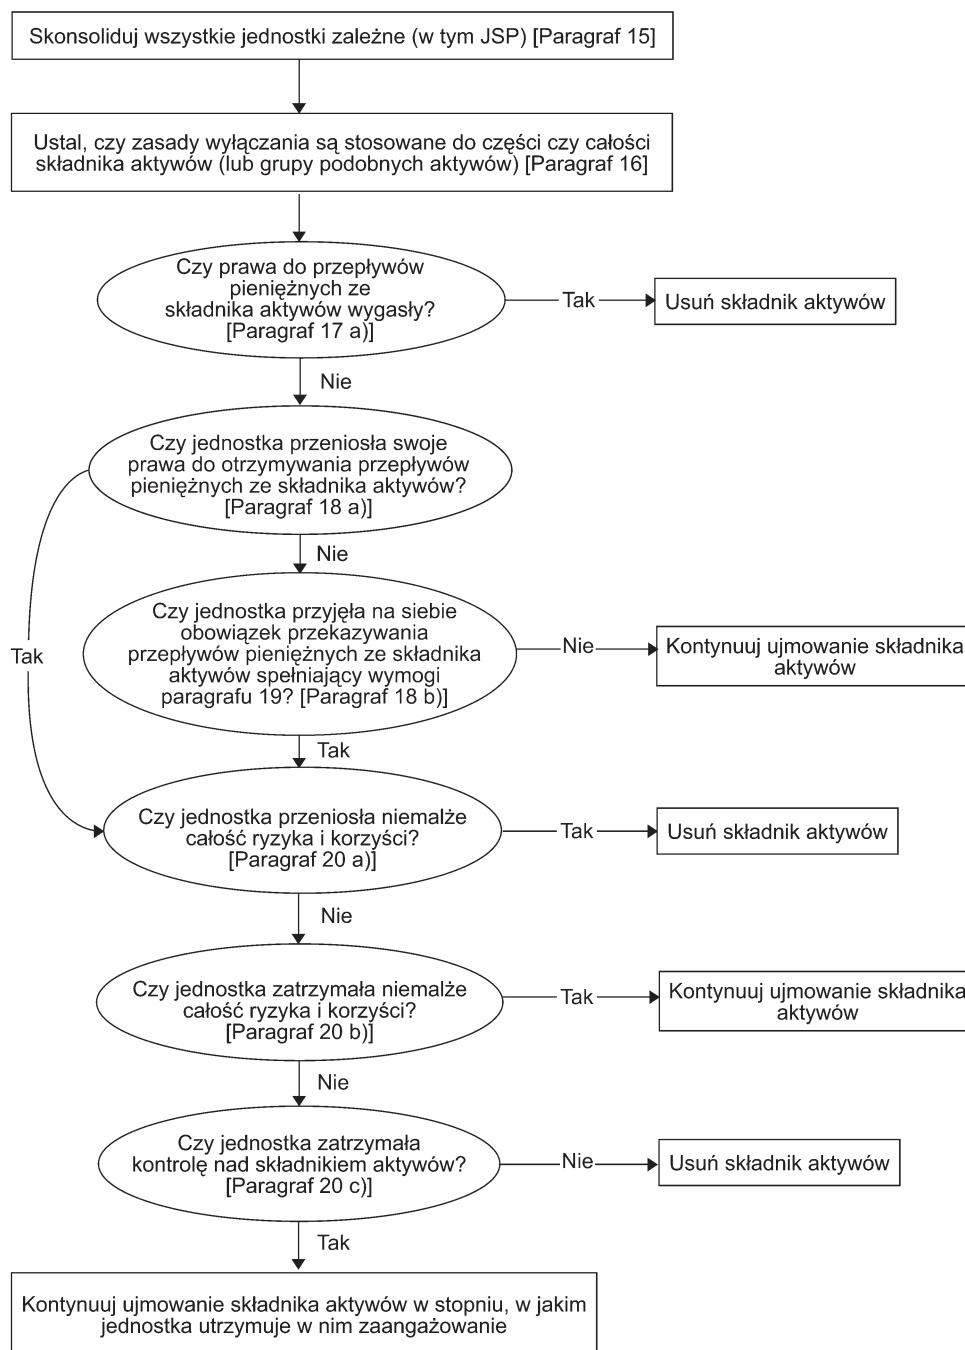 Skonsoliduj wszystkie jednostki zależne (w tym JSP) [Paragraf 15]
Ustal, czy zasady wyłączania są stosowane do części czy całości
składnika aktywów (lub grupy podobnych aktywów) [Paragraf 16]
Czy prawa do przepływów
pieniężnych ze
składnika aktywów wygasły?
[Paragraf 17 a)]
Tak
Usuń składnik aktywów
Nie
Czy jednostka przeniosła swoje
prawa do otrzymywania przepływów
pieniężnych ze składnika aktywów?
[Paragraf 18 a)]
Nie
Tak
Czy jednostka przyjęła na siebie
obowiązek przekazywania
przepływów pieniężnych ze składnika
aktywów spełniający wymogi
paragrafu 19? [Paragraf 18 b)]
Nie
Kontynuuj ujmowanie składnika
aktywów
Tak
Czy jednostka przeniosła niemalże
całość ryzyka i korzyści?
[Paragraf 20 a)]
Tak
Usuń składnik aktywów
Nie
Czy jednostka zatrzymała niemalże
całość ryzyka i korzyści?
[Paragraf 20 b)]
Tak
Kontynuuj ujmowanie składnika
aktywów
Nie
Czy jednostka zatrzymała
kontrolę nad składnikiem aktywów?
[Paragraf 20 c)]
Nie
Usuń składnik aktywów
Tak
Kontynuuj ujmowanie składnika aktywów w stopniu, w jakim
jednostka utrzymuje w nim zaangażowanie